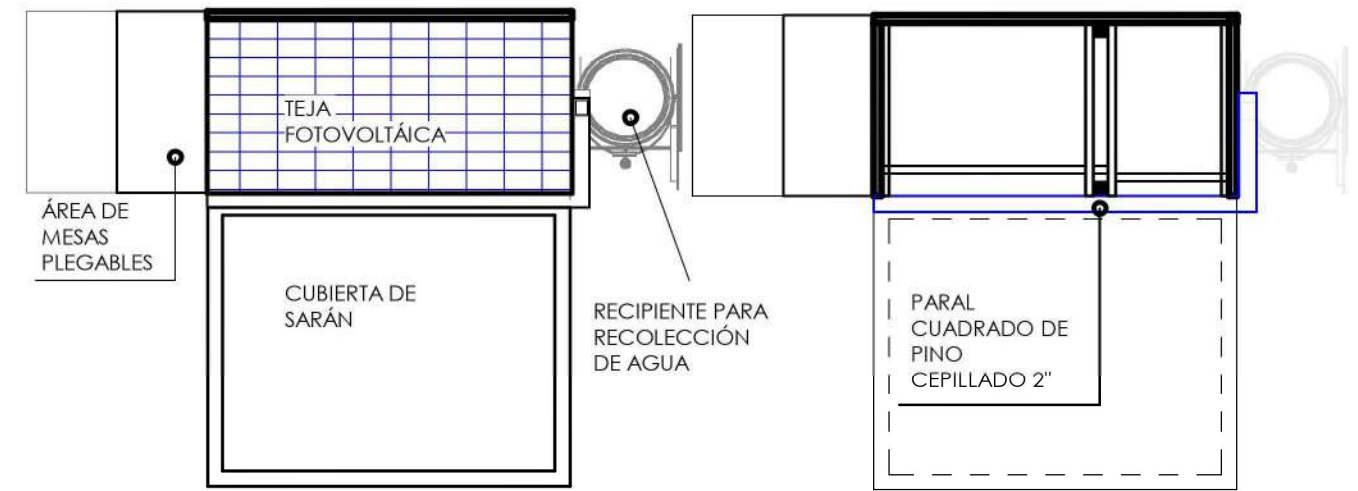 TEJA
FOTOVOLTÁICA
ÁREA DE
MESAS
PLEGABLES
CUBIERTA DE
SARÁN
RECIPIENTE PARA
RECOLECCIÓN
DE AGUA
PARAL
CUADRADO DE
PINO
CEPILLADO 2"